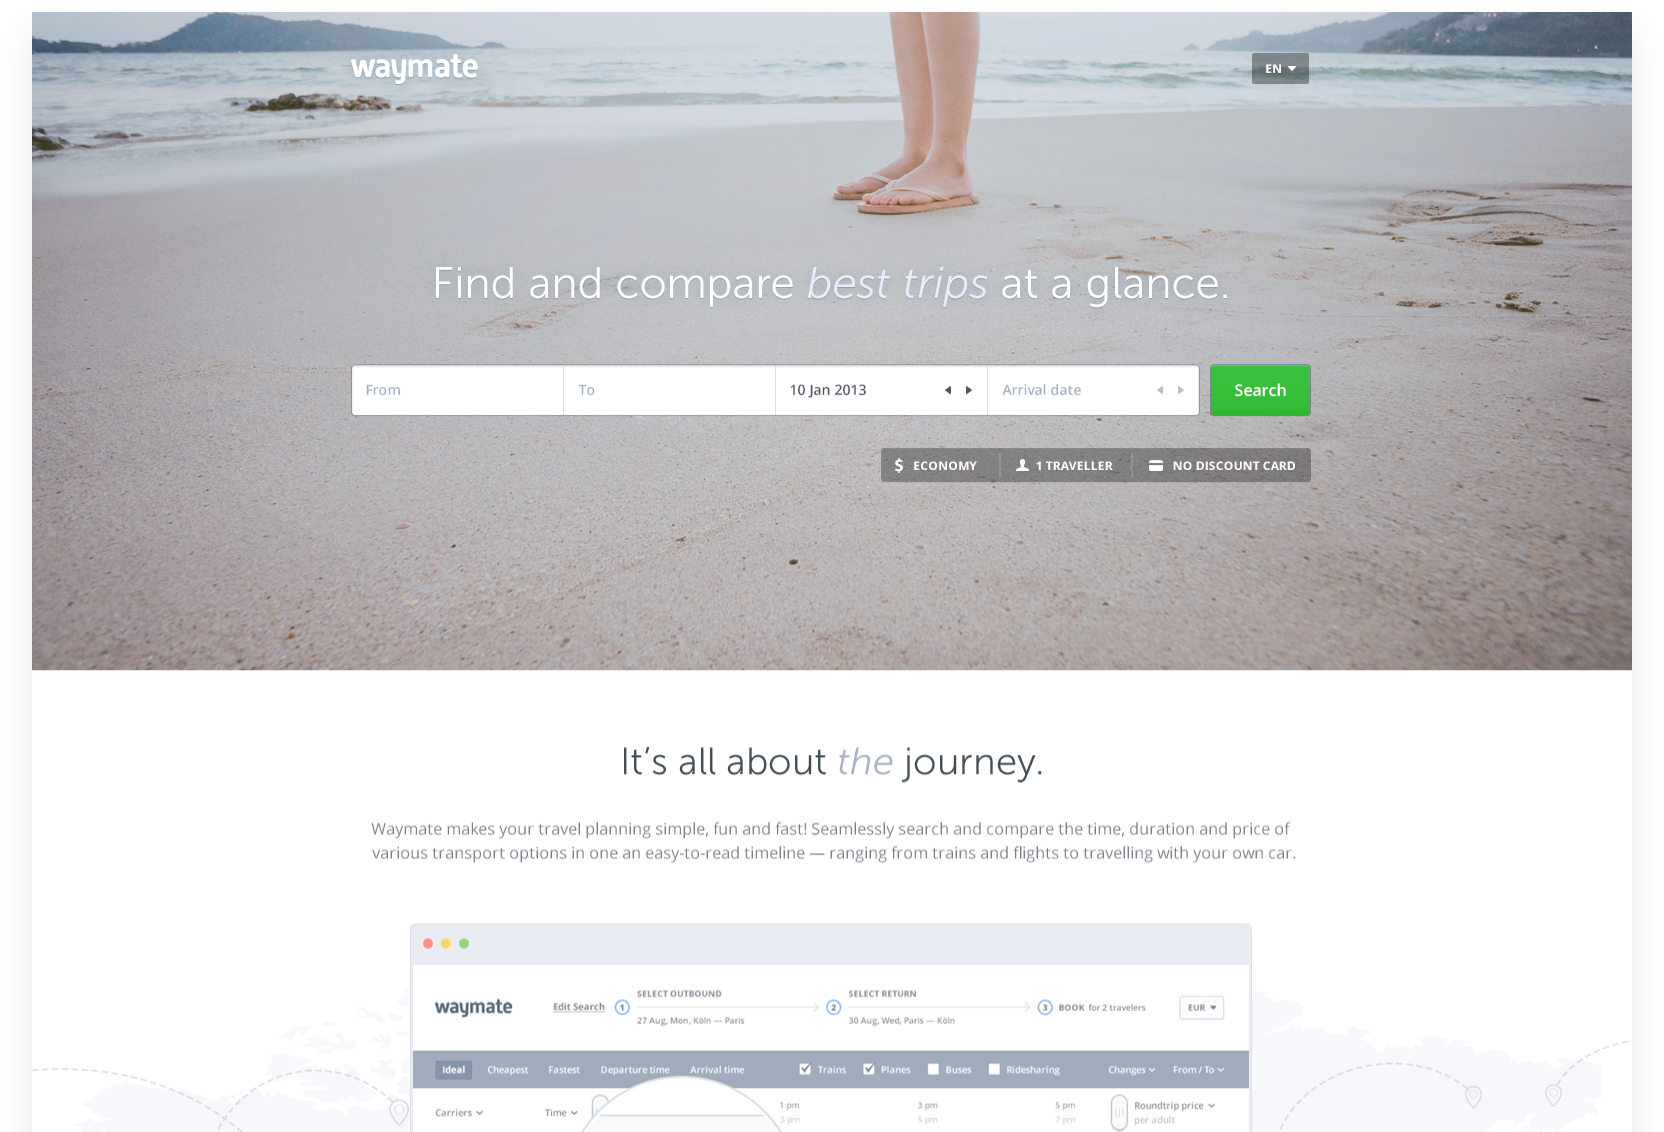 waymate
EN
Find and compare best trips at a glance.
From
To
10 Jan 2013
Arrival date
Search
$ ECONOMY
1 TRAVELLER
NO DISCOUNT CARD
It's all about the journey.
Waymate makes your travel planning simple, fun and fast! Seamlessly search and compare the time, duration and price of
various transport options in one an easy-to-read timeline — ranging from trains and flights to travelling with your own car.
waymate
Edit Search
1
SELECT OUTBOUND
27 Aug, Mon, Köln — Paris
2
SELECT RETURN
30 Aug, Wed, Paris — Köln
3
BOOK for 2 travelers
EUR
Ideal
Cheapest
Fastest
Departure time
Arrival time
Trains
Planes
Buses
Ridesharing
Changes
From / To
Carriers
Time
1 pm
3 pm
3 pm
5 pm
5 pm
7 pm
Roundtrip price
per adult